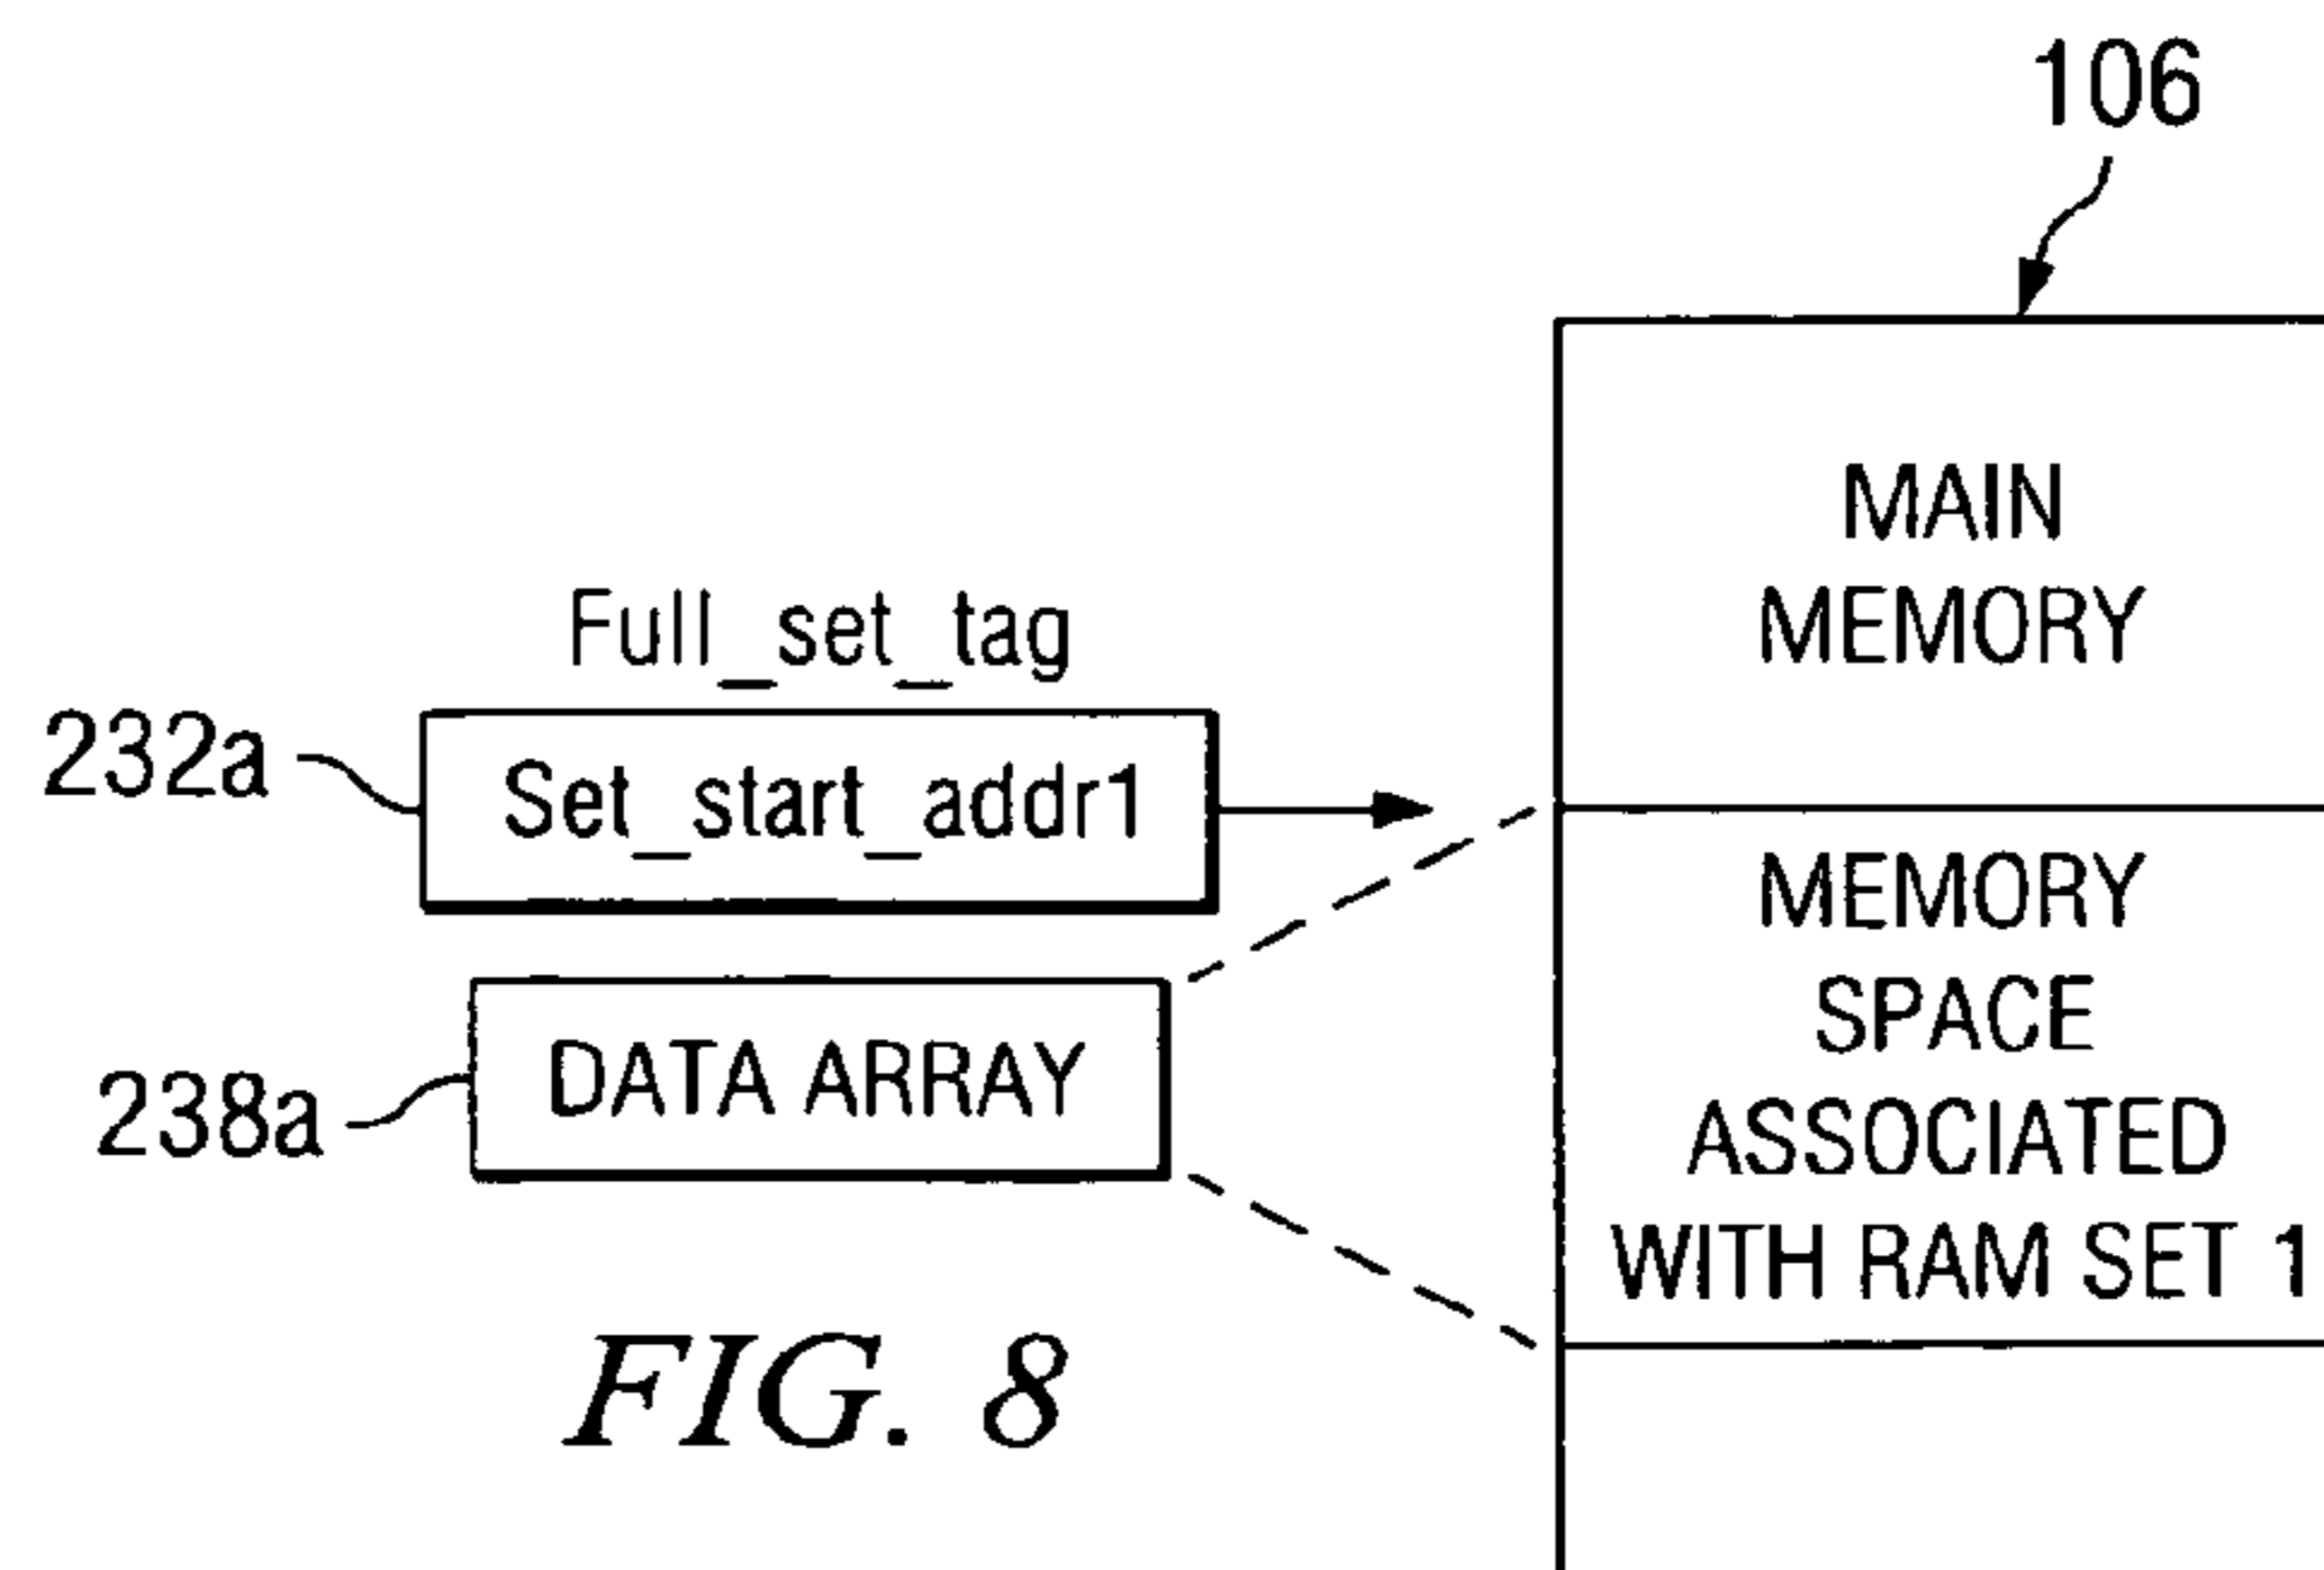 106
MAIN
MEMORY
Full_set_tag
232a
Set_start_addr1
MEMORY
SPACE
ASSOCIATED
WITH RAM SET 1
238a
DATA ARRAY
FIG. 8